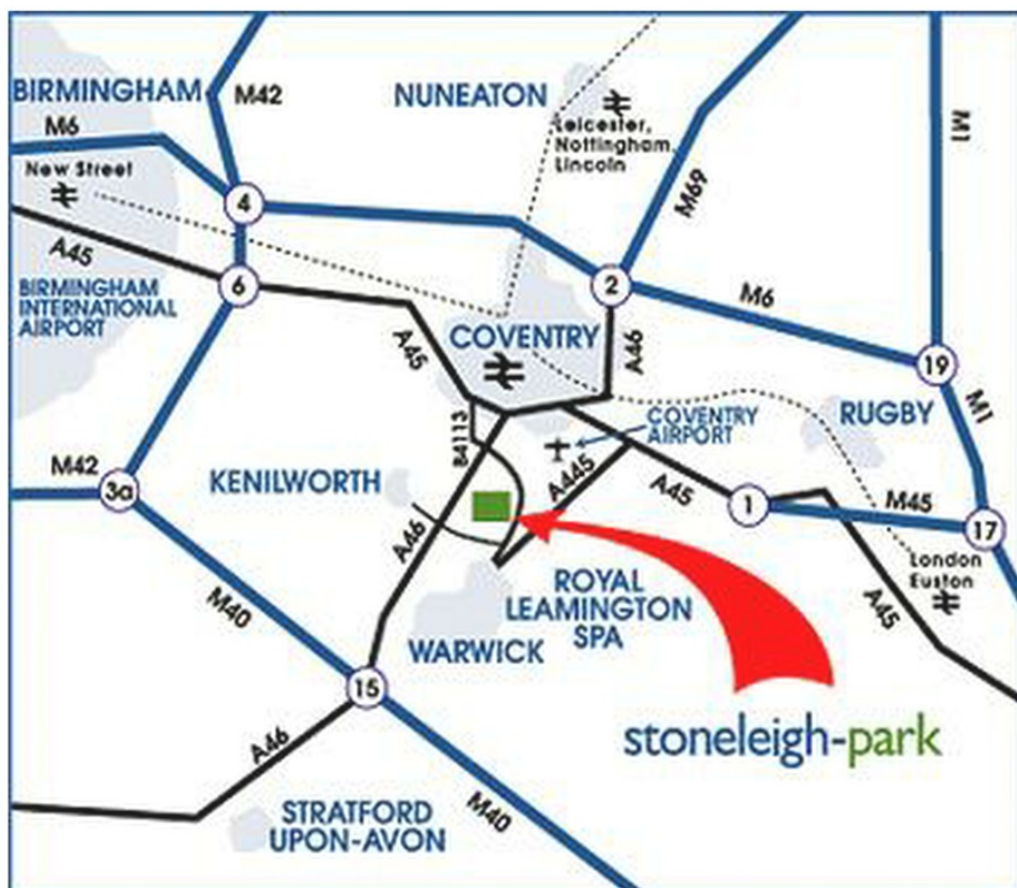 BIRMINGHAM
M42
NUNEATON
M6
Leicester,
Nottingham,
Lincoln
M1
New Street
M69
4
A45
BIRMINGHAM
INTERNATIONAL
AIRPORT
6
2
M6
A45
COVENTRY
A46
19
M1
B4113
COVENTRY
AIRPORT
RUGBY
M42
3a
KENILWORTH
A445
A45
1
M45
17
A46
London
Euston
M40
ROYAL
LEAMINGTON
SPA
A45
WARWICK
15
stoneleigh-park
A46
STRATFORD
UPON-AVON
M40